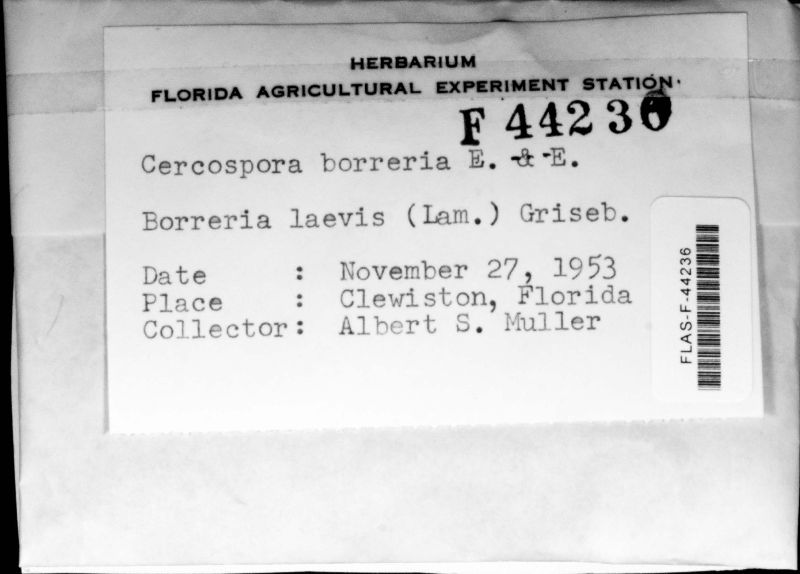 HERBARIUM
FLORIDA AGRICULTURAL EXPERIMENT STATION
F 44236
Cercospora borreria E. & E.
Borreria laevis (Lam.) Griseb.
Date : November 27, 1953
Place : Clewiston, Florida
Collector: Albert S. Muller
FLAS-F-44236